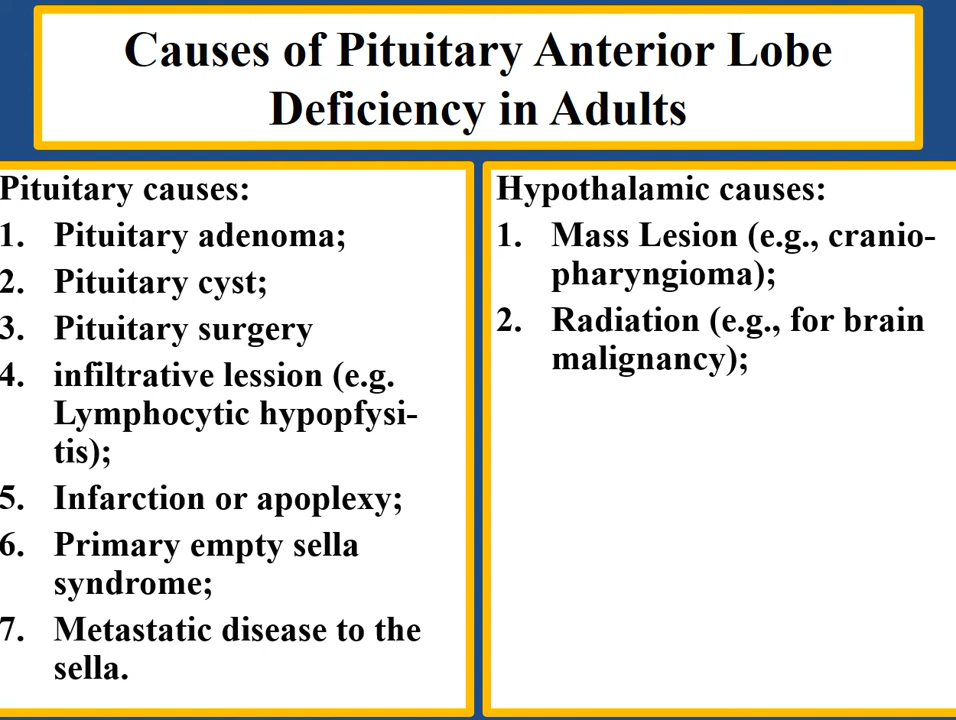 Causes of Pituitary Anterior Lobe
Deficiency in Adults
Pituitary causes:
1. Pituitary adenoma;
2. Pituitary cyst;
3. Pituitary surgery
4. infiltrative lession (e.g.
Lymphocytic hypopfysi-
tis);
5. Infarction or apoplexy;
6. Primary empty sella
syndrome;
7. Metastatic disease to the
sella.
Hypothalamic causes:
1. Mass Lesion (e.g., cranio-
pharyngioma);
2. Radiation (e.g., for brain
malignancy);